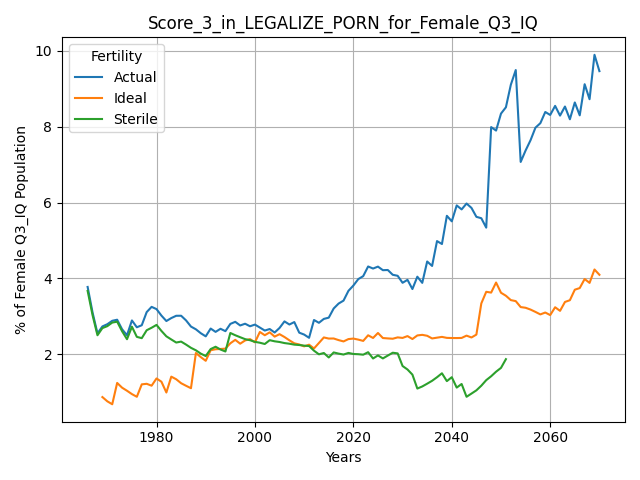 Score_3_in_LEGALIZE_PORN_for_Female_Q3_IQ
Fertility
Actual
Ideal
Sterile
% of Female Q3_IQ Population
10
8
6
4
2
1980
2000
2020
2040
2060
Years